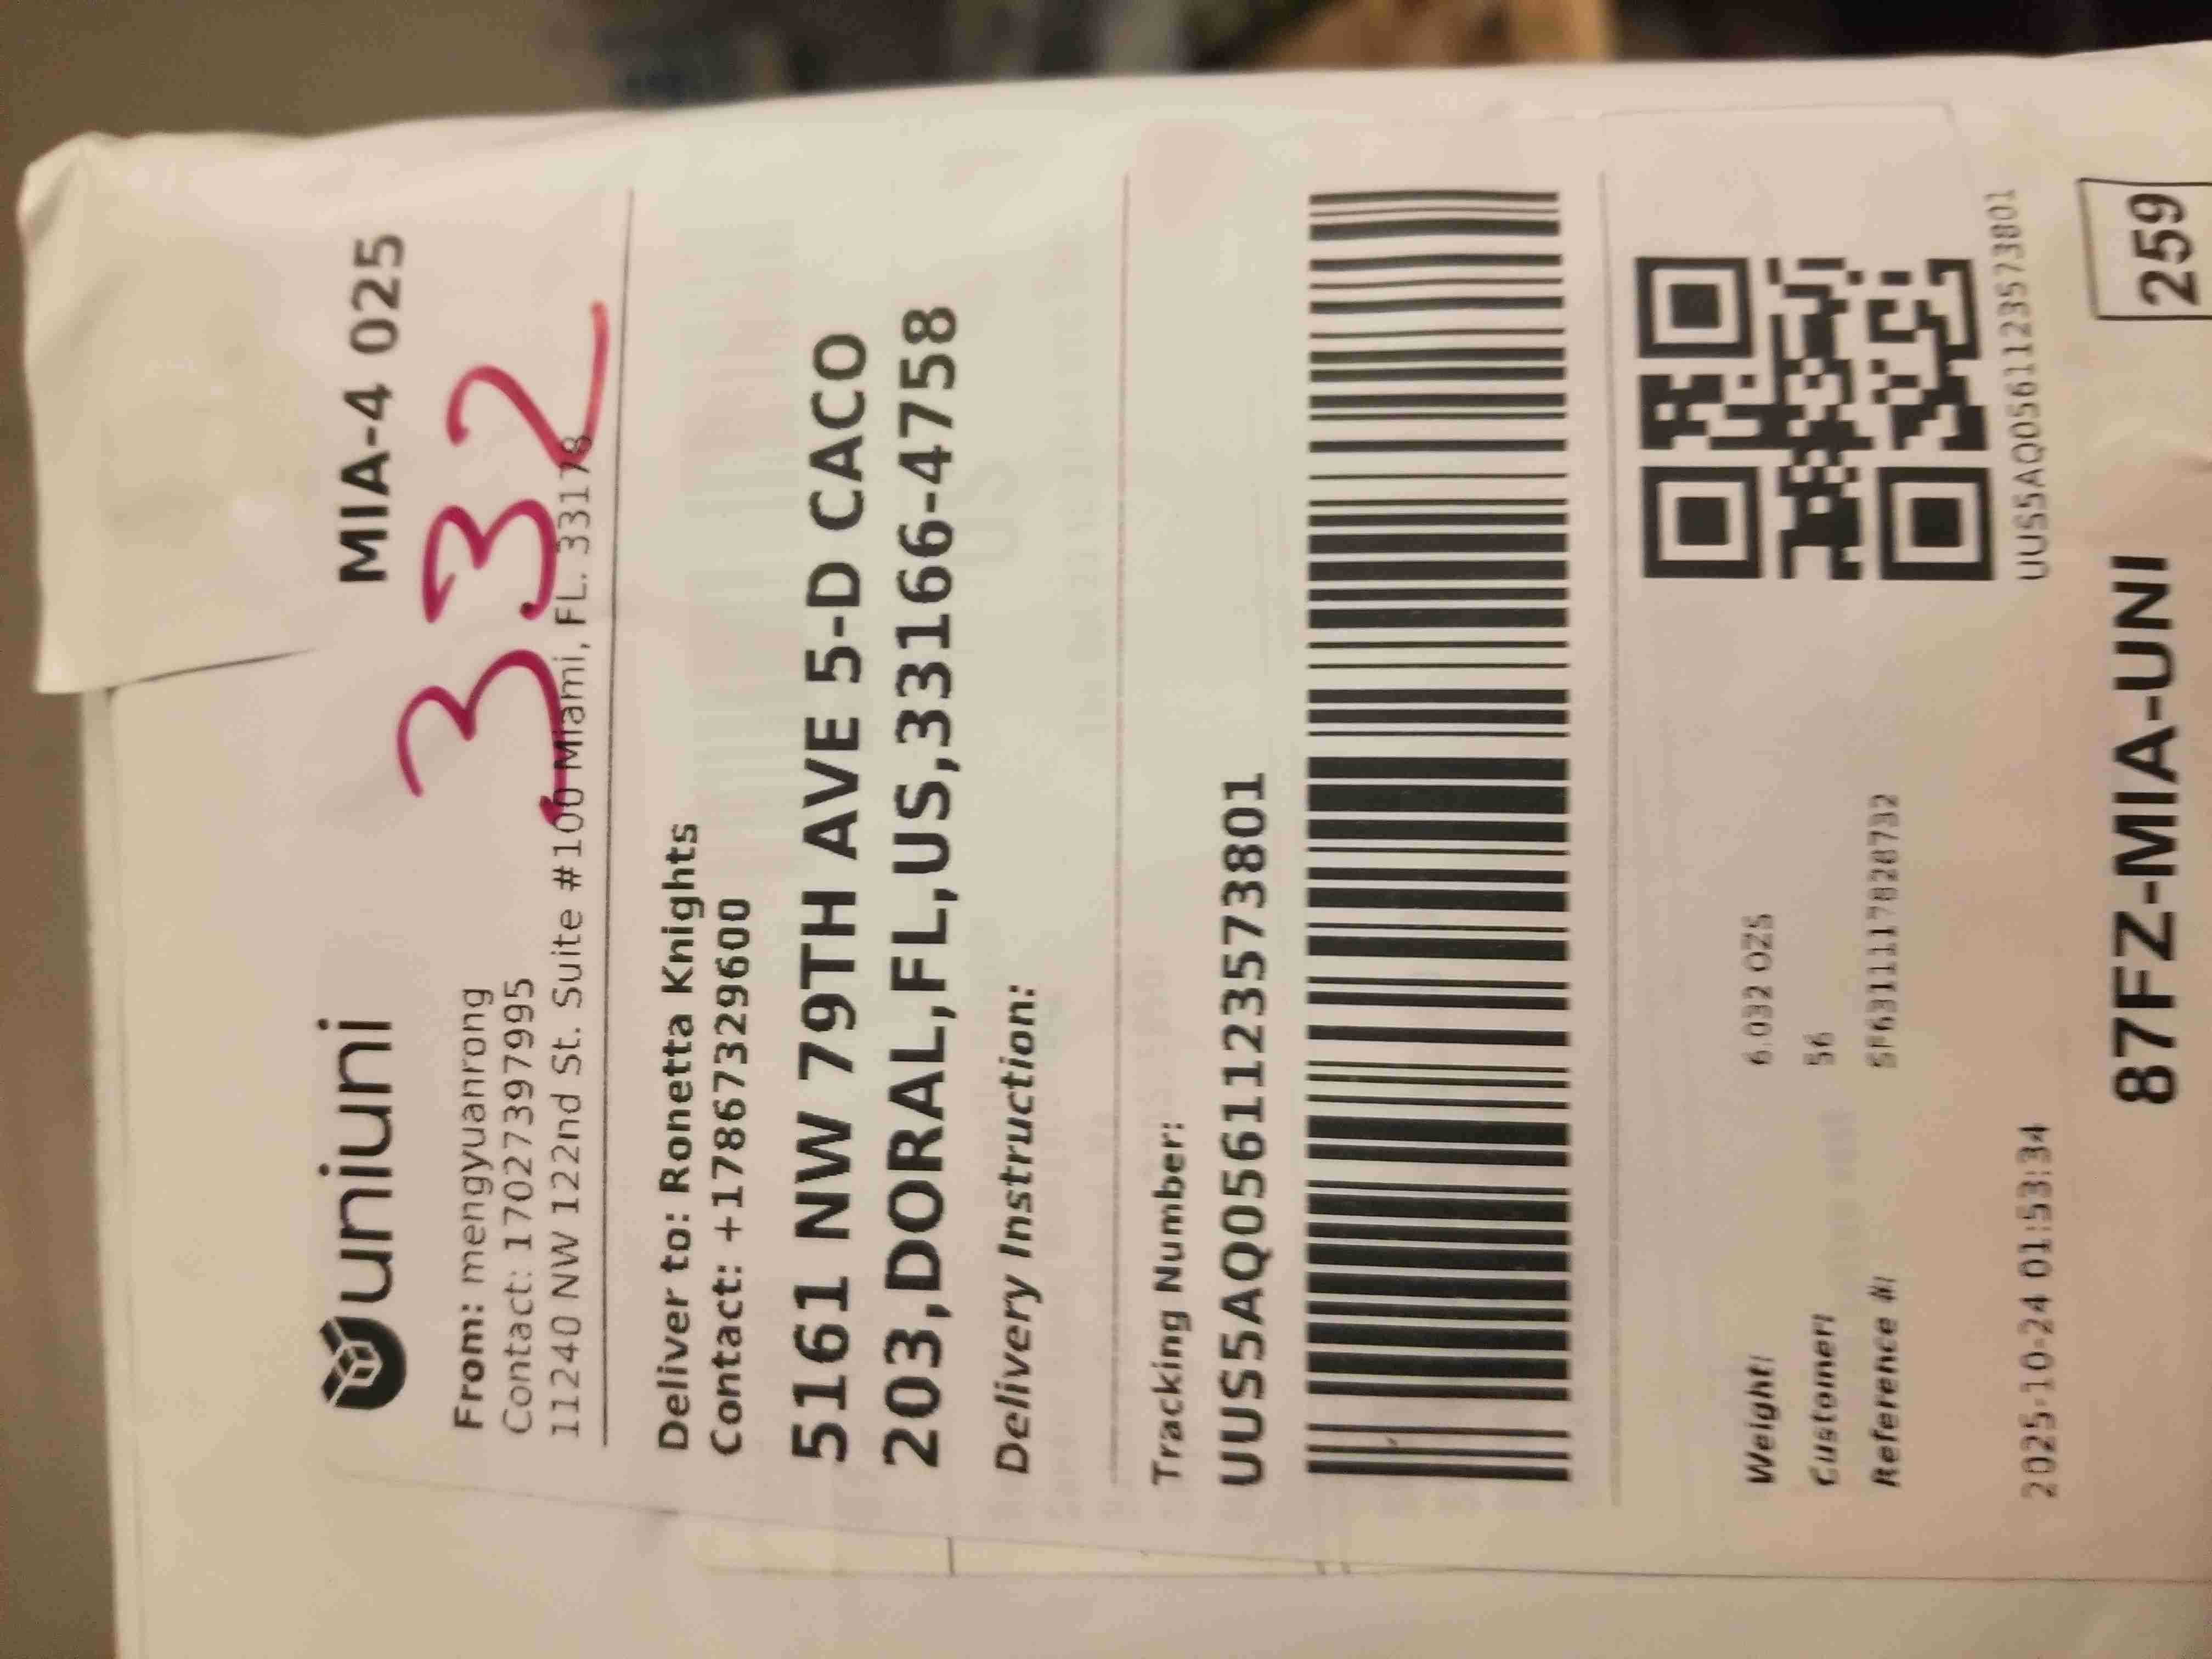 uniuni
MIA-4 025
332
From: mengyuanrong
Contact: 17027397995
11240 NW 122nd St. Suite #100 Miami, FL. 33178
Deliver to: Ronetta Knights
Contact: +17867329600
5161 NW 79TH AVE 5-D CACO
203,DORAL,FL,US,33166-4758
Delivery Instruction:
Tracking Number:
UUS5AQ0561123573801
Weight: 6.032 OZS
Customer: 56
Reference #:
UUS5AQ0561123573801
2025-10-24 01:53:34
87FZ-MIA-UNI
259